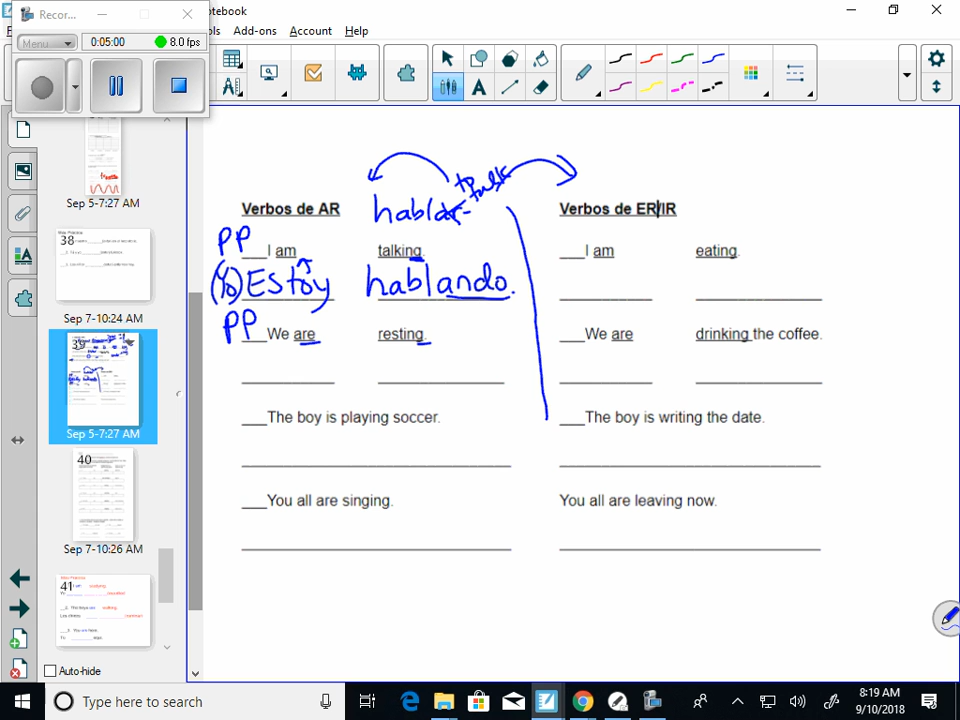 Recor...
otebook
Menu
0:05:00
8.0 fps
ols Add-ons Account Help
Sep 5-7:27 AM
38
Sep 7-10:24 AM
39
Sep 5-7:27 AM
40
Sep 7-10:26 AM
41
Auto-hide
to talk
hablar
Verbos de AR
Verbos de ER/IR
PP
___I am talking.
___I am eating.
(Yo) Estoy hablando.
PP
___We are resting.
___We are drinking the coffee.
___The boy is playing soccer.
___The boy is writing the date.
___You all are singing.
You all are leaving now.
Type here to search
8:19 AM
9/10/2018